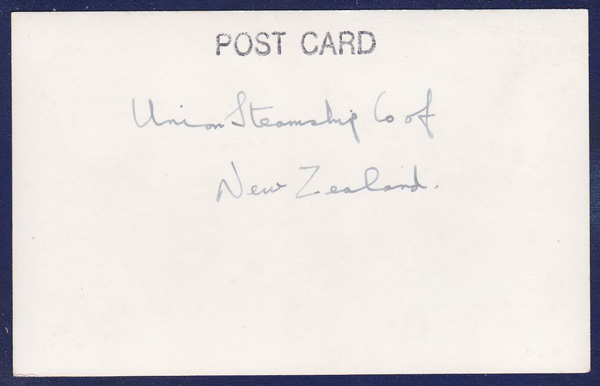 POST CARD
Union Steamship Co of
New Zealand.